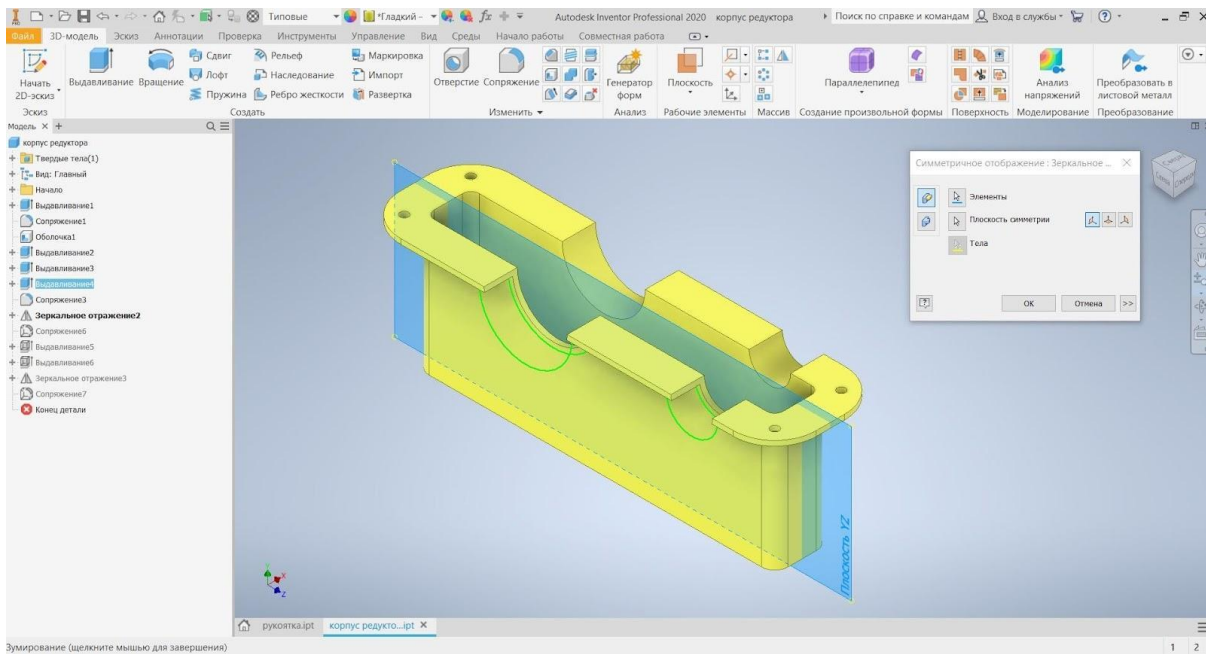 Типовые
*Гладкий -
Autodesk Inventor Professional 2020 корпус редуктора
Поиск по справке и командам
Вход в службы
Файл 3D-модель Эскиз Аннотации Проверка Инструменты Управление Вид Среды Начало работы Совместная работа
Начать 2D-эскиз
Выдавливание Вращение
Сдвиг
Лофт
Пружина
Рельеф
Наследование
Ребро жесткости
Маркировка
Импорт
Развертка
Отверстие Сопряжение
Генератор форм
Плоскость
Параллелепипед
Анализ напряжений
Преобразовать в листовой металл
Эскиз Создать Изменить Анализ Рабочие элементы Массив Создание произвольной формы Поверхность Моделирование Преобразование
Модель
корпус редуктора
Твердые тела(1)
Вид: Главный
Начало
Выдавливание1
Сопряжение1
Оболочка1
Выдавливание2
Выдавливание3
Выдавливание4
Сопряжение3
Зеркальное отражение2
Сопряжение6
Выдавливание5
Выдавливание6
Зеркальное отражение3
Сопряжение7
Конец детали
Симметричное отображение : Зеркальное ...
Элементы
Плоскость симметрии
Тела
ОК Отмена >>
Плоскость YZ
Y
X
Z
рукоятка.ipt корпус редукто...ipt
Зумирование (щелкните мышью для завершения)
1 2